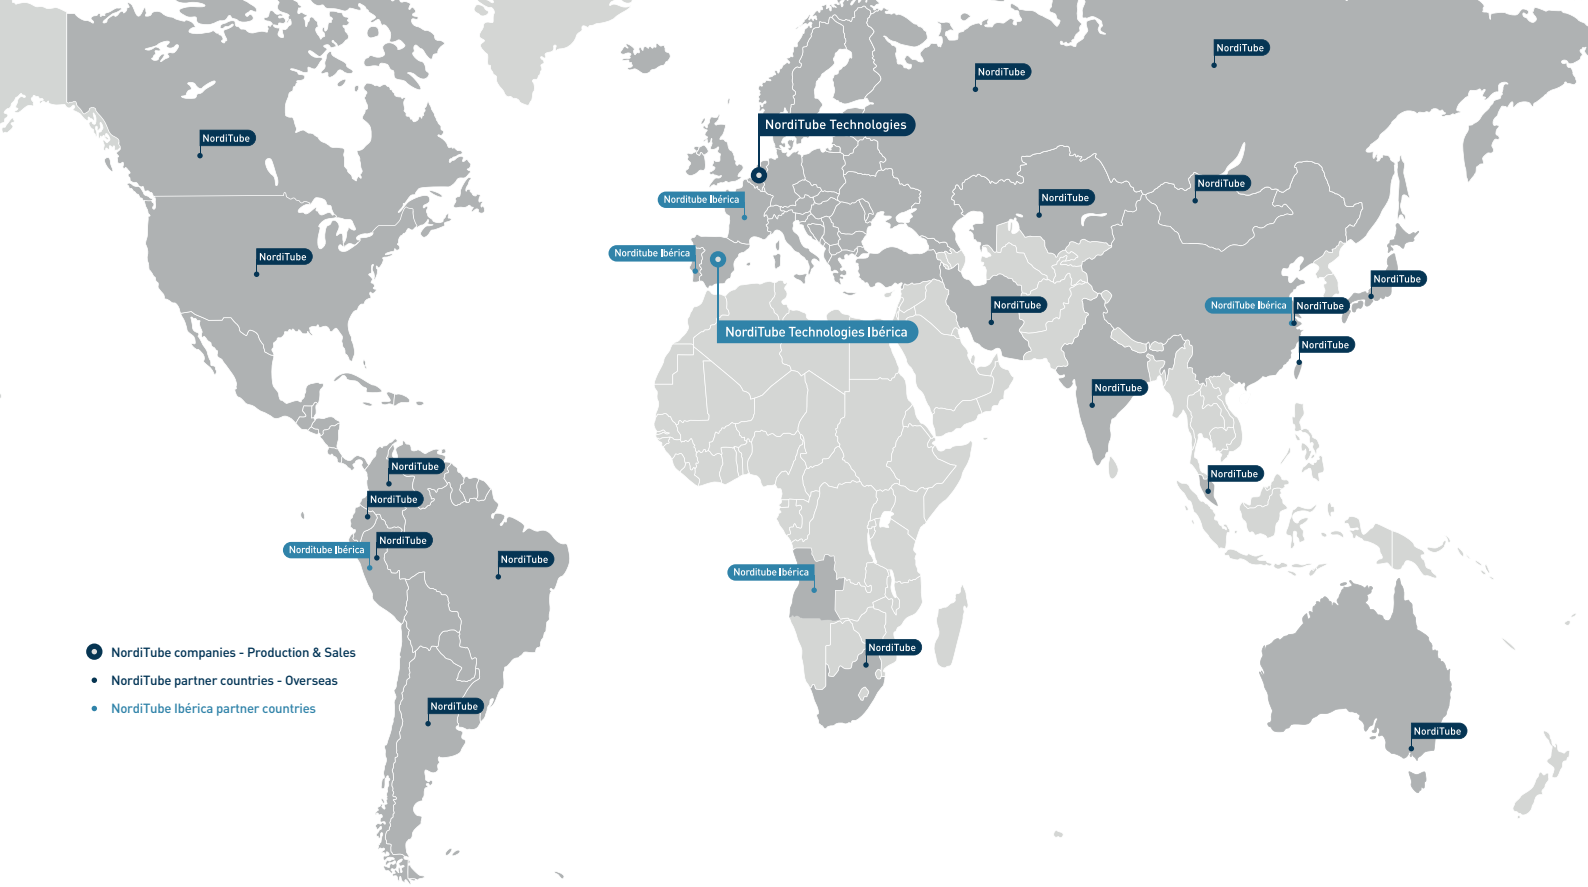 NordiTube
NordiTube
NordiTube Technologies
NordiTube
NordiTube
NordiTube
Norditube Ibérica
Norditube Ibérica
NordiTube
NordiTube
NordiTube
NordiTube Ibérica
NordiTube
NordiTube Technologies Ibérica
NordiTube
NordiTube
NordiTube
NordiTube
NordiTube
NordiTube
Norditube Ibérica
NordiTube
Norditube Ibérica
NordiTube
NordiTube companies - Production & Sales
NordiTube partner countries - Overseas
NordiTube Ibérica partner countries
NordiTube
NordiTube